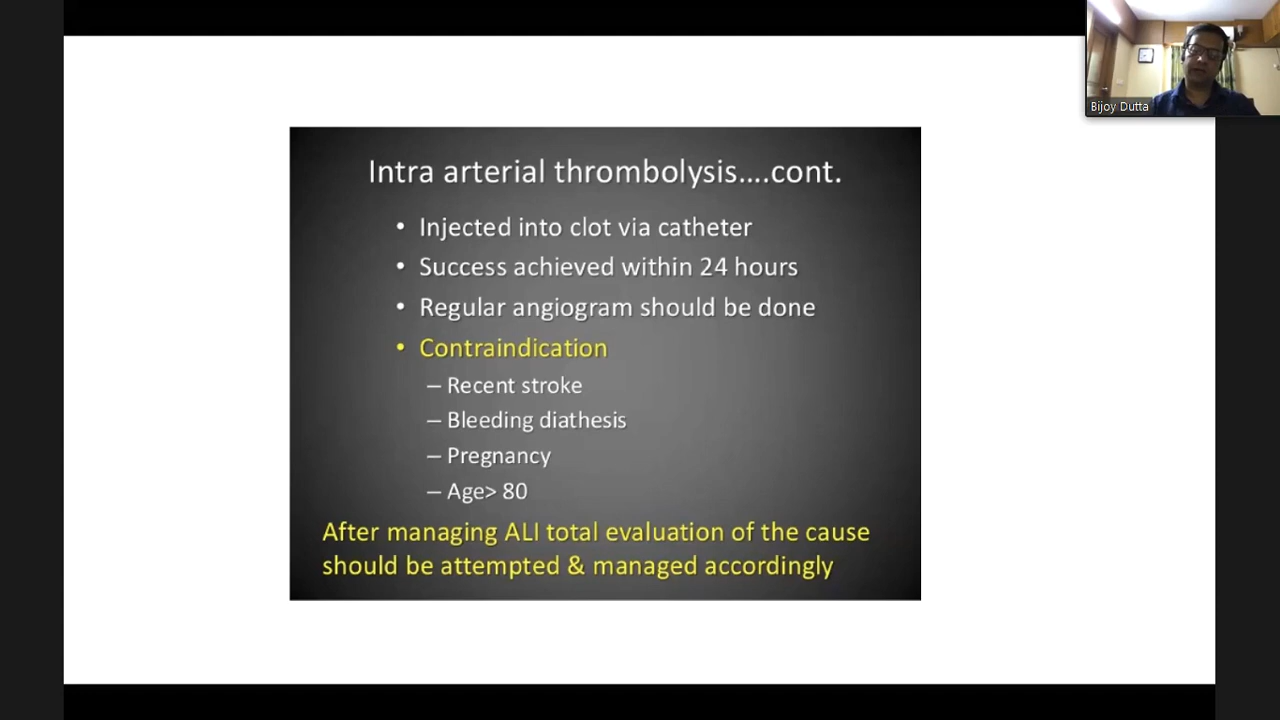 Bijoy Dutta
Intra arterial thrombolysis....cont.
• Injected into clot via catheter
• Success achieved within 24 hours
• Regular angiogram should be done
• Contraindication
– Recent stroke
– Bleeding diathesis
– Pregnancy
– Age> 80
After managing ALI total evaluation of the cause
should be attempted & managed accordingly